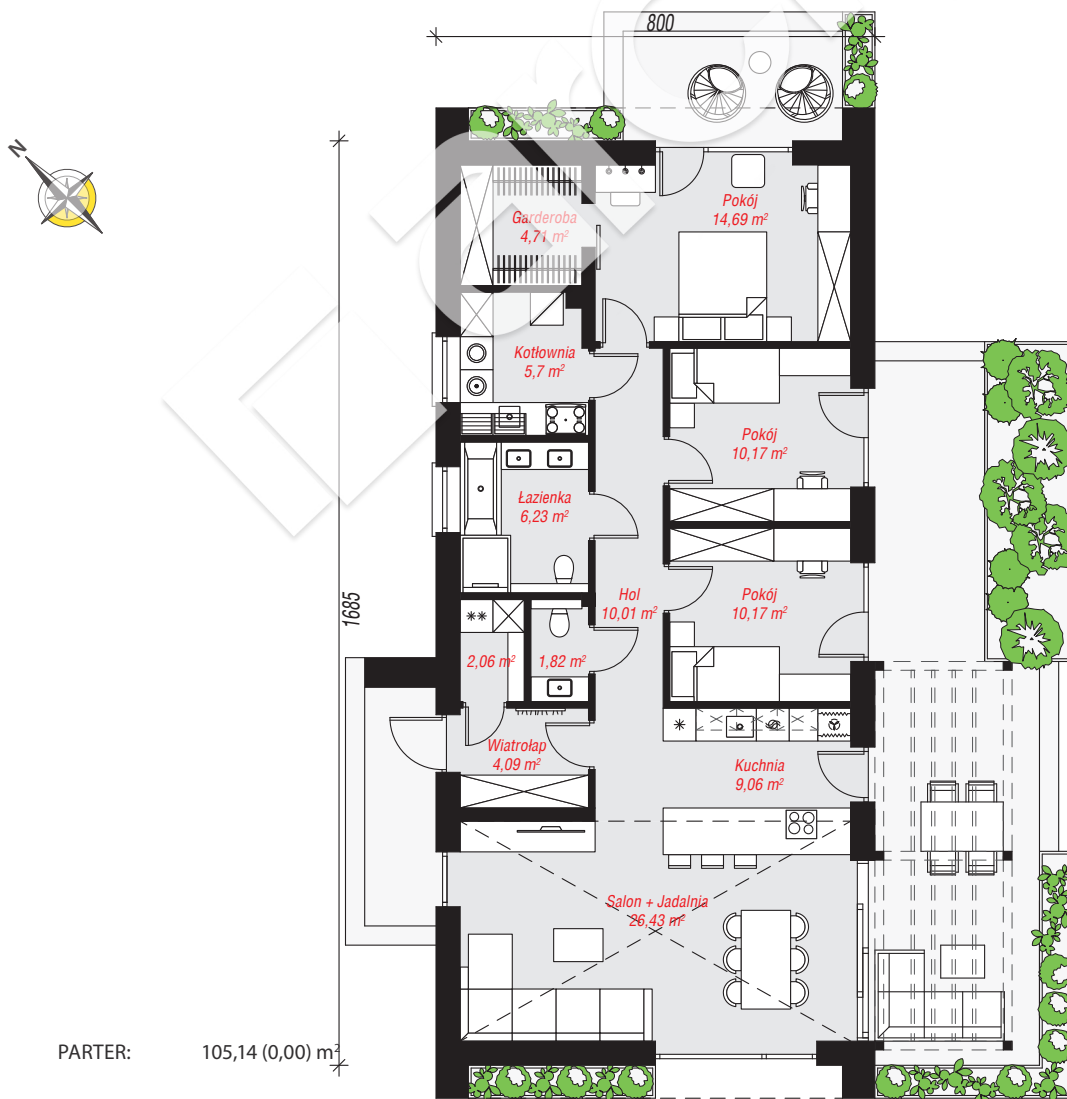 800
N
Garderoba
4,71 m²
Pokój
14,69 m²
Kotłownia
5,7 m²
Pokój
10,17 m²
Łazienka
6,23 m²
Hol
10,01 m²
Pokój
10,17 m²
1685
2,06 m²
1,82 m²
Wiatrołap
4,09 m²
Kuchnia
9,06 m²
Salon + Jadalnia
26,43 m²
PARTER: 105,14 (0,00) m²